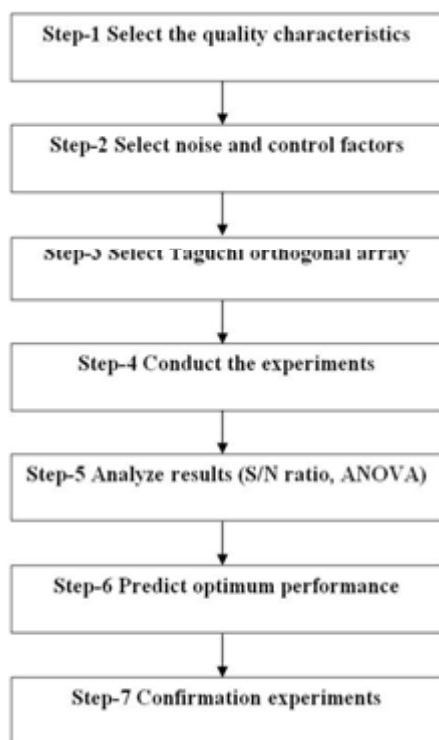 Step-1 Select the quality characteristics
Step-2 Select noise and control factors
Step-3 Select Taguchi orthogonal array
Step-4 Conduct the experiments
Step-5 Analyze results (S/N ratio, ANOVA)
Step-6 Predict optimum performance
Step-7 Confirmation experiments